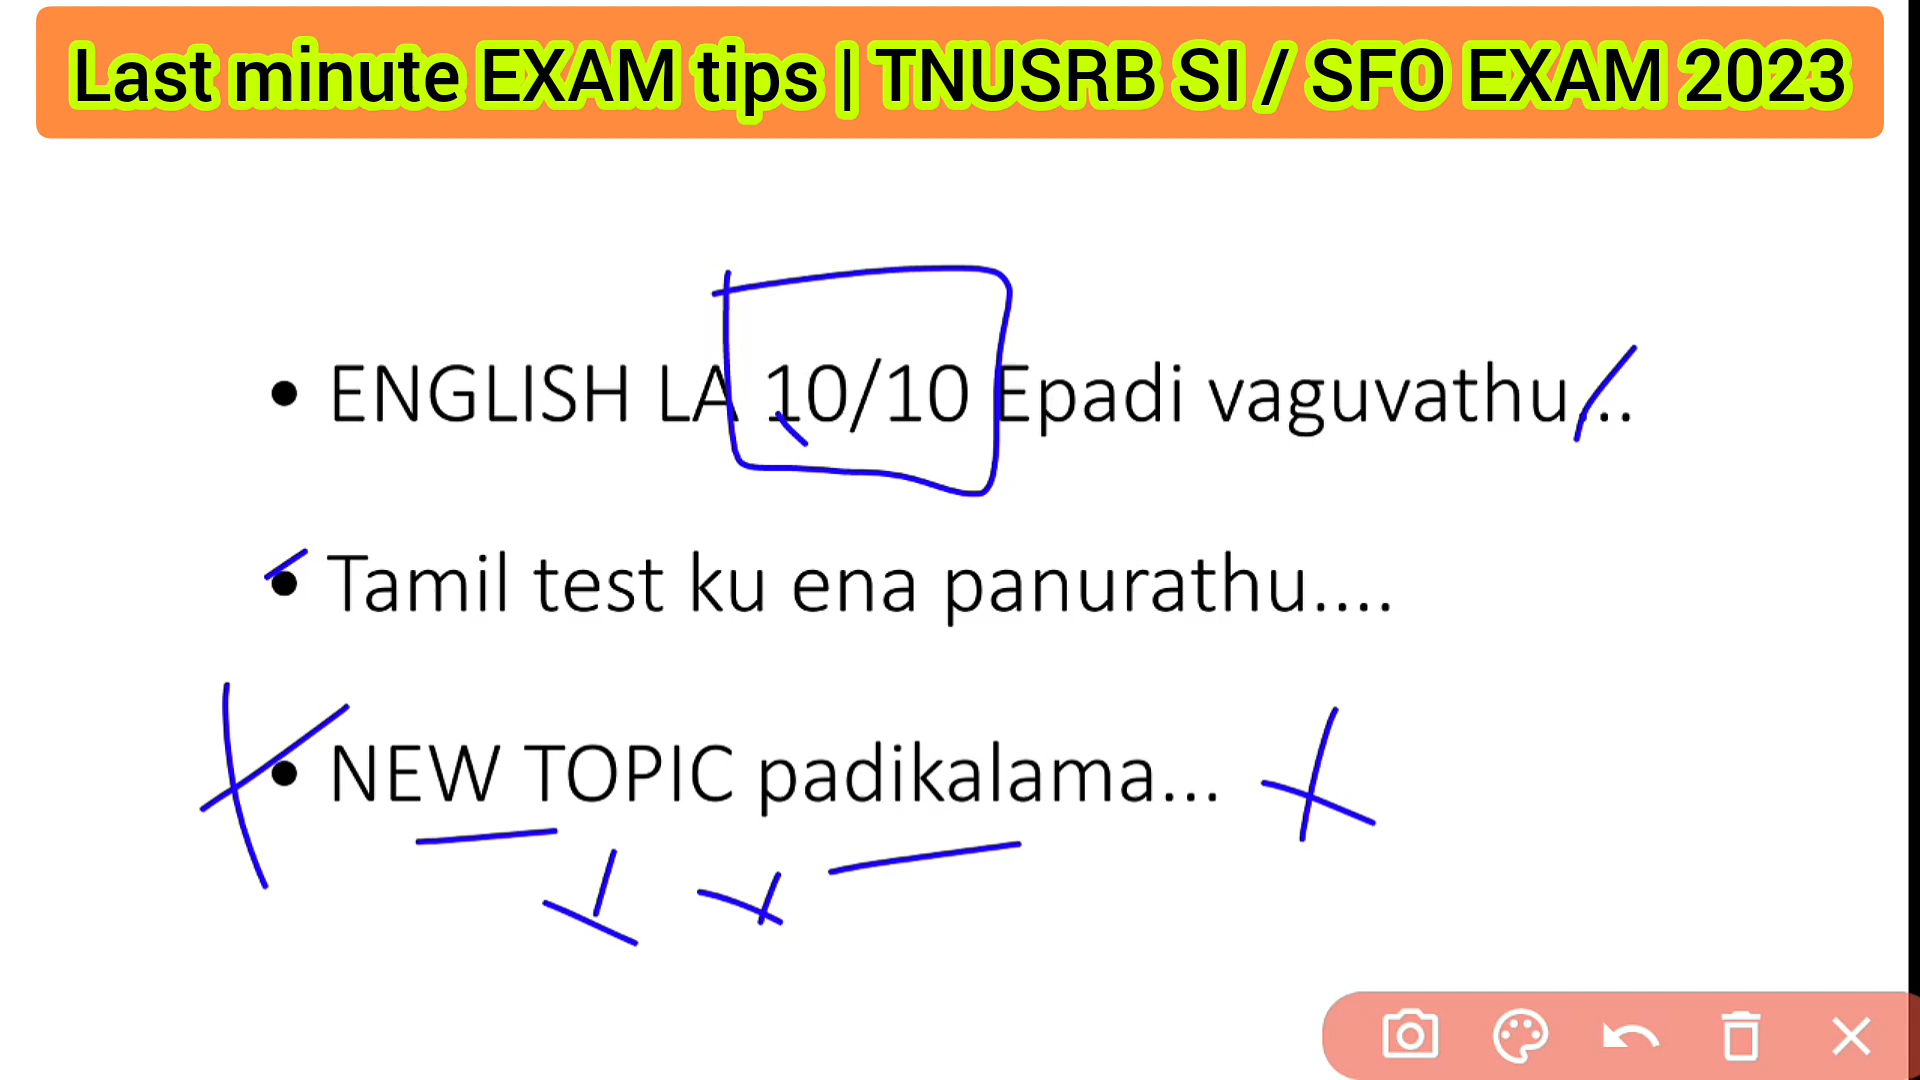 Last minute EXAM tips | TNUSRB SI / SFO EXAM 2023
• ENGLISH LA 10/10 Epadi vaguvathu...
• Tamil test ku ena panurathu....
• NEW TOPIC padikalama...